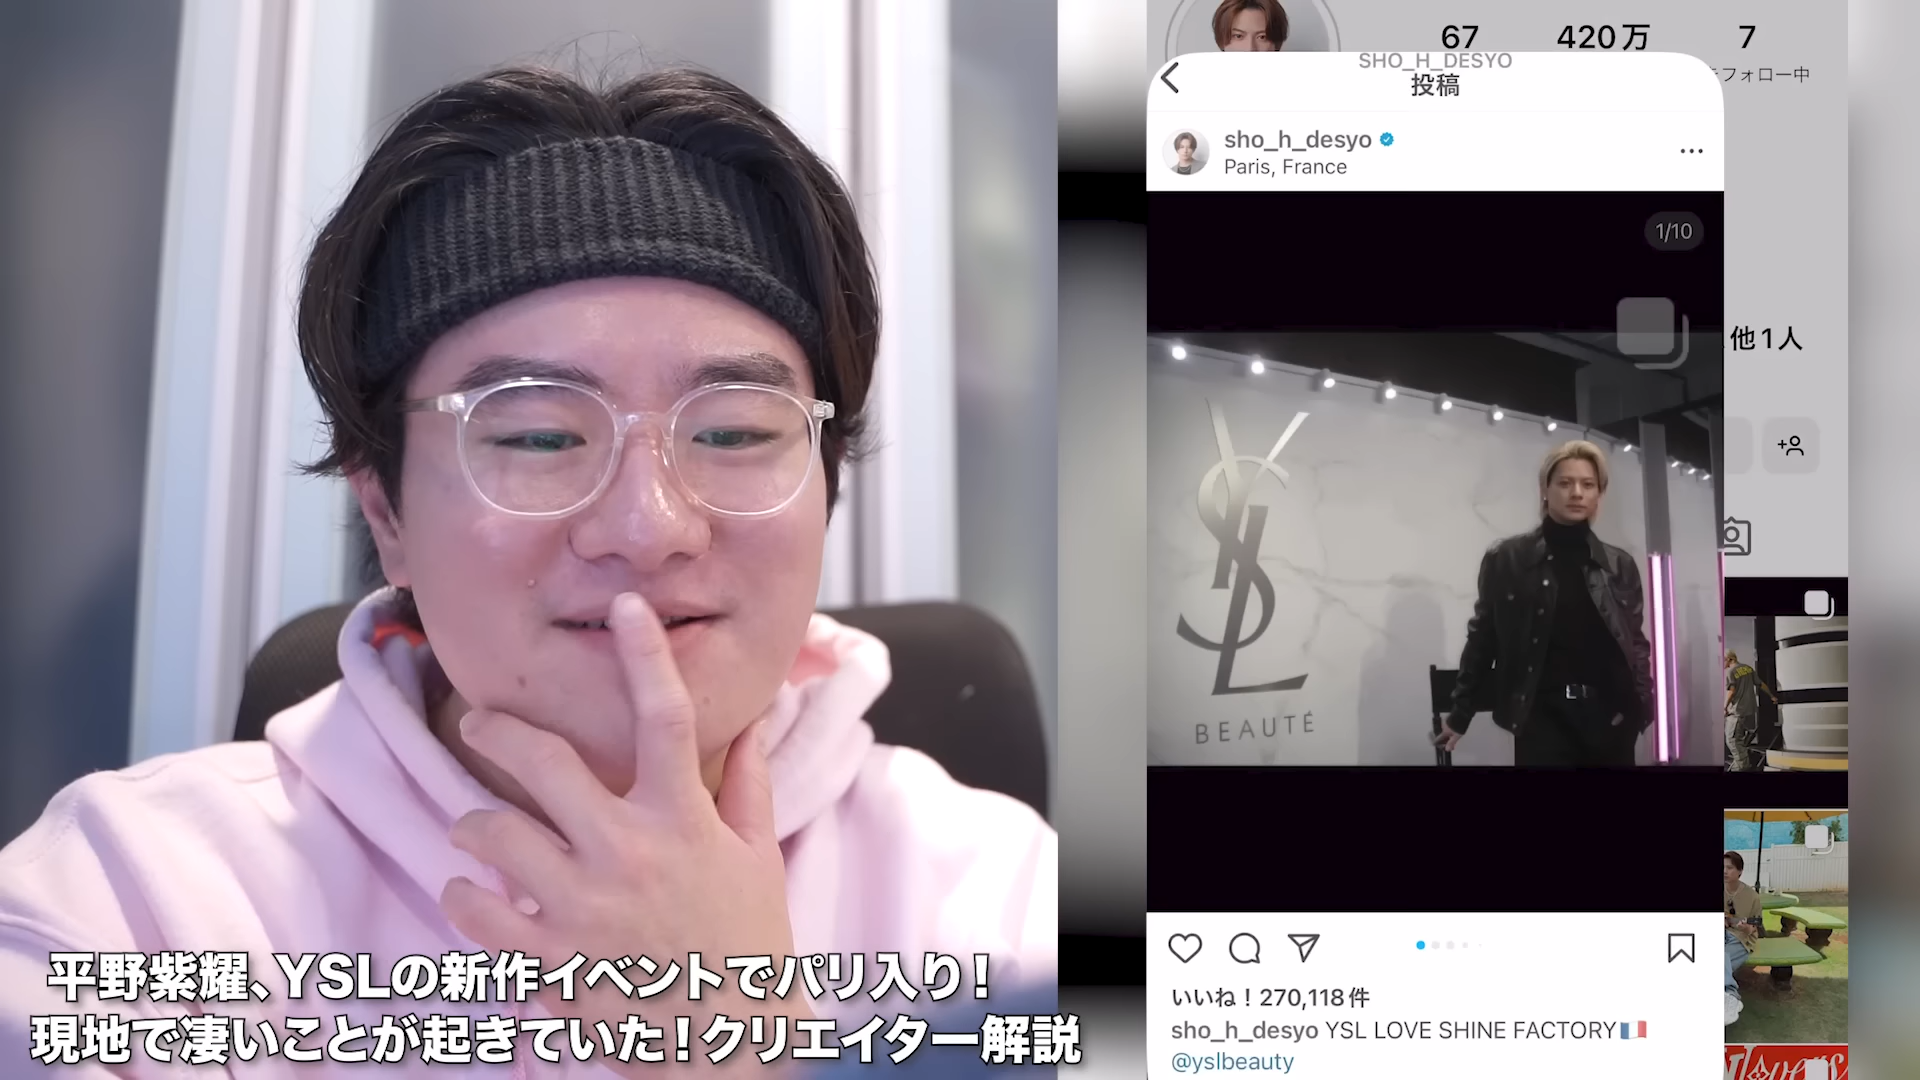 67 420万 7
フォロー中
SHO_H_DESYO
投稿
sho_h_desyo
Paris, France
1/10
他1人
YSL
BEAUTÉ
いいね！270,118件
sho_h_desyo YSL LOVE SHINE FACTORY🇫🇷
@yslbeauty
平野紫耀、YSLの新作イベントでパリ入り！
現地で凄いことが起きていた！クリエイター解説